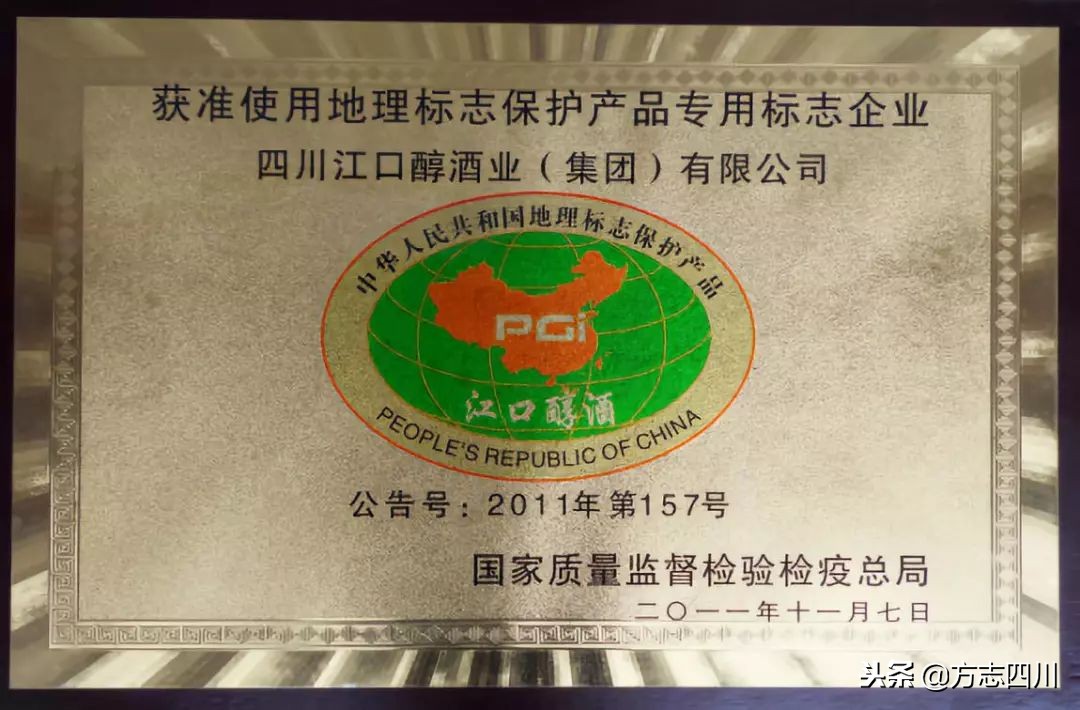 获准使用地理标志保护产品专用标志企业
四川江口醇酒业（集团）有限公司
中华人民共和国地理标志保护产品
PGi
江口醇酒
PEOPLE'S REPUBLIC OF CHINA
公告号：2011年第157号
国家质量监督检验检疫总局
二〇一一年十一月七日
头条 @方志四川